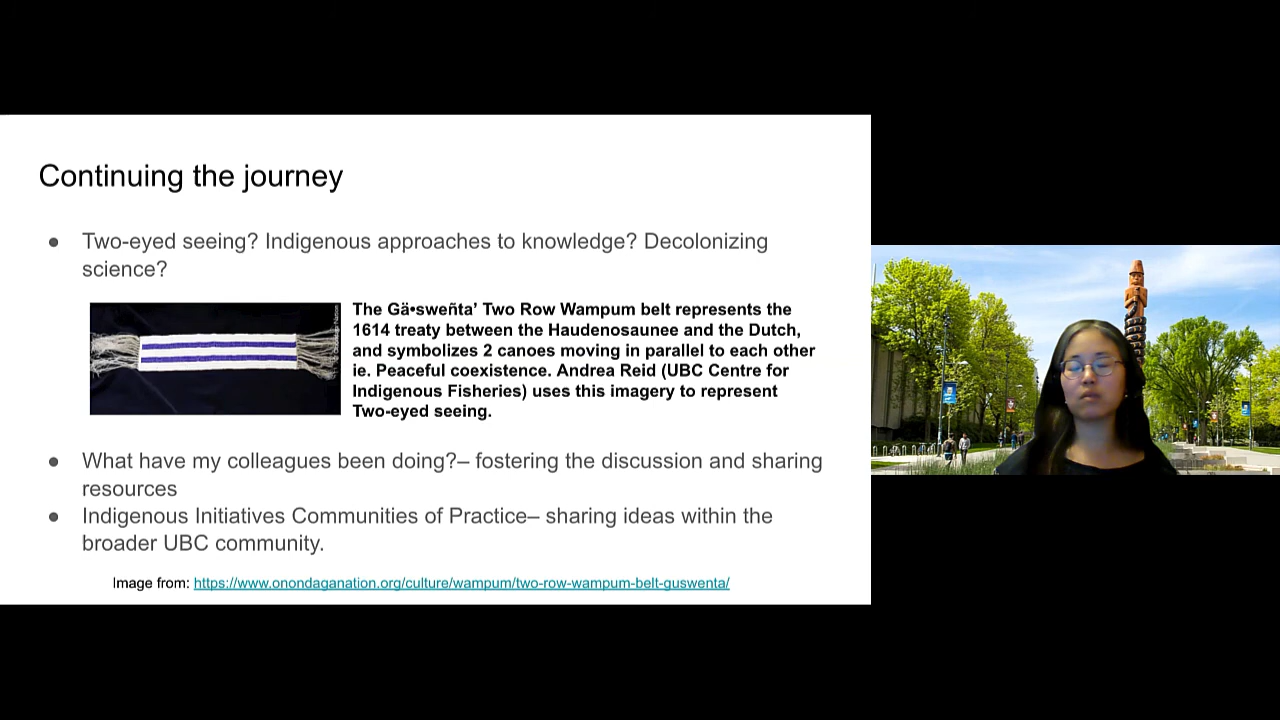 Continuing the journey
● Two-eyed seeing? Indigenous approaches to knowledge? Decolonizing
science?
The Gä•sweñta’ Two Row Wampum belt represents the
1614 treaty between the Haudenosaunee and the Dutch,
and symbolizes 2 canoes moving in parallel to each other
ie. Peaceful coexistence. Andrea Reid (UBC Centre for
Indigenous Fisheries) uses this imagery to represent
Two-eyed seeing.
● What have my colleagues been doing?– fostering the discussion and sharing
resources
● Indigenous Initiatives Communities of Practice– sharing ideas within the
broader UBC community.
Image from: https://www.onondaganation.org/culture/wampum/two-row-wampum-belt-guswenta/